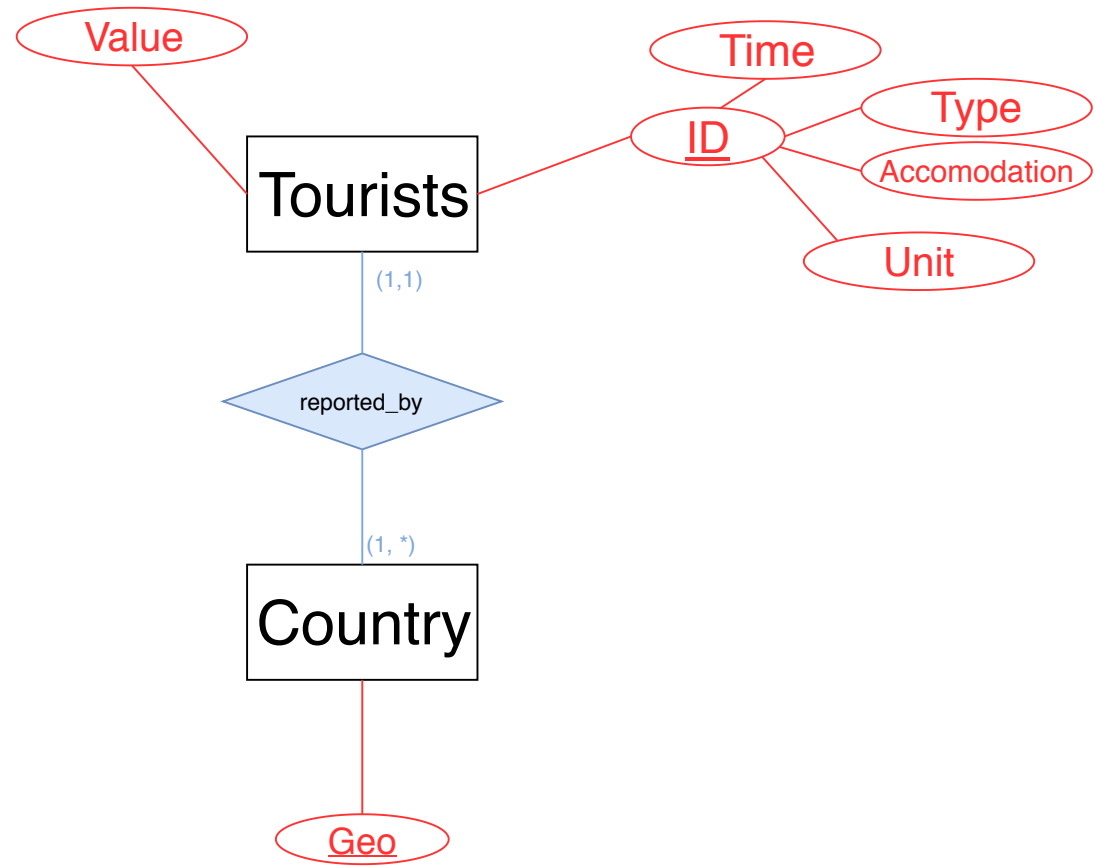 Value
Time
Type
ID
Accomodation
Tourists
Unit
(1,1)
reported_by
(1, *)
Country
Geo